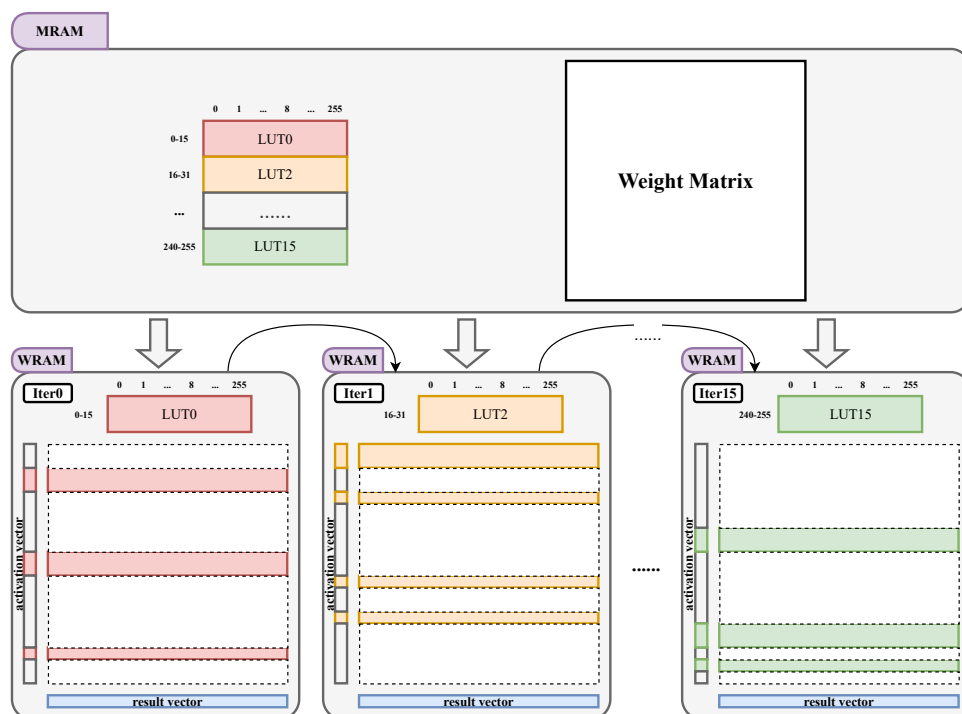 MRAM
0 1 ... 8 ... 255
0-15 LUT0
16-31 LUT2
... ......
240-255 LUT15
Weight Matrix
......
WRAM
Iter0
0 1 ... 8 ... 255
0-15 LUT0
activation vector
result vector
WRAM
Iter1
0 1 ... 8 ... 255
16-31 LUT2
activation vector
result vector
......
WRAM
Iter15
0 1 ... 8 ... 255
240-255 LUT15
activation vector
result vector